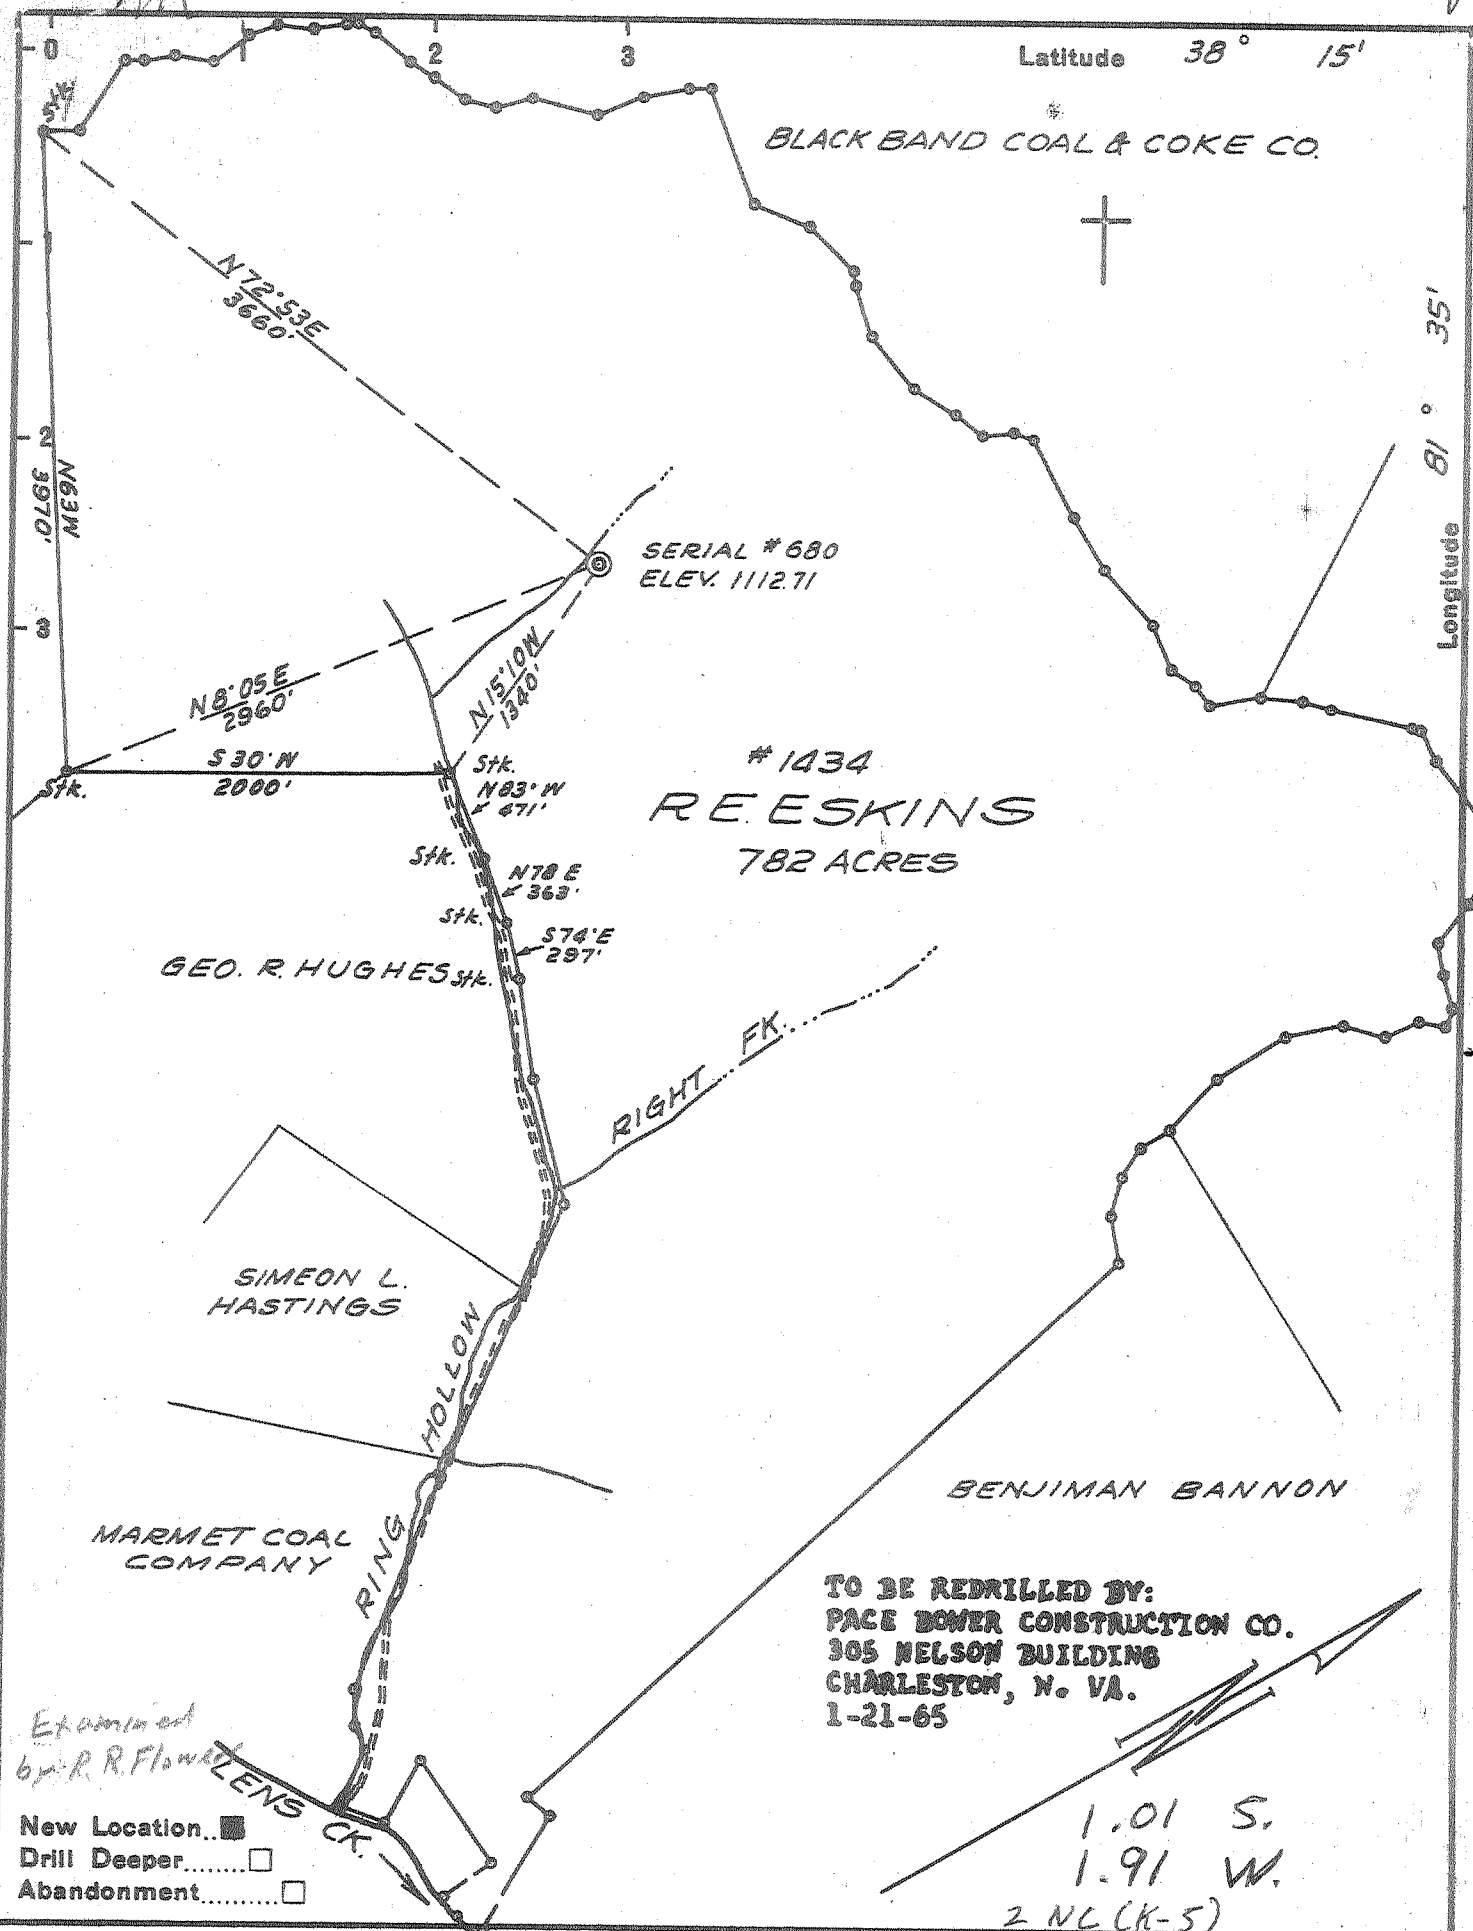 0
2
3
Latitude 38° 15'
BLACK BAND COAL & COKE CO.
Longitude 81° 35'
1
2
3
N72°53E
3660'
N63W
3970'
SERIAL #680
ELEV. 1112.71
N8°05E
2960'
N15°10W
1340'
S30°W
2000'
Stk.
Stk.
N83°W
471'
Stk.
N78E
363'
Stk.
S74°E
297'
Stk.
#1434
R.E. ESKINS
782 ACRES
GEO. R. HUGHES
RIGHT FK.
SIMEON L.
HASTINGS
RING HOLLOW
MARMET COAL
COMPANY
BENJIMAN BANNON
TO BE REDRILLED BY:
PACE BOWER CONSTRUCTION CO.
305 NELSON BUILDING
CHARLESTON, W. VA.
1-21-65
Examined
by R. R. Flowers
LENS CK.
New Location..
Drill Deeper........
Abandonment..........
1.01 S.
1.91 W.
2 NC (K-5)